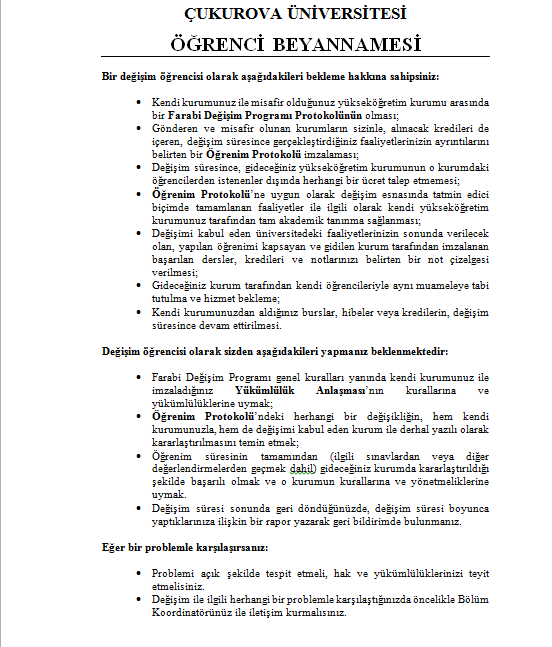 ÇUKUROVA ÜNİVERSİTESİ
ÖĞRENCİ BEYANNAMESİ
Bir değişim öğrencisi olarak aşağıdakileri bekleme hakkına sahipsiniz:
• Kendi kurumunuz ile misafir olduğunuz yükseköğretim kurumu arasında
bir Farabi Değişim Programı Protokolünün olması;
• Gönderen ve misafir olunan kurumların sizinle, alınacak kredileri de
içeren, değişim süresince gerçekleştirdiğiniz faaliyetlerinizin ayrıntılarını
belirten bir Öğrenim Protokolü imzalaması;
• Değişim süresince, gideceğiniz yükseköğretim kurumunun o kurumdaki
öğrencilerden istenenler dışında herhangi bir ücret talep etmemesi;
• Öğrenim Protokolü’ne uygun olarak değişim esnasında tatmin edici
biçimde tamamlanan faaliyetler ile ilgili olarak kendi yükseköğretim
kurumunuz tarafından tam akademik tanınma sağlanması;
• Değişimi kabul eden üniversitedeki faaliyetlerinizin sonunda verilecek
olan, yapılan öğrenimi kapsayan ve gidilen kurum tarafından imzalanan
başarılan dersler, kredileri ve notlarınızı belirten bir not çizelgesi
verilmesi;
• Gideceğiniz kurum tarafından kendi öğrencileriyle aynı muameleye tabi
tutulma ve hizmet bekleme;
• Kendi kurumunuzdan aldığınız burslar, hibeler veya kredilerin, değişim
süresince devam ettirilmesi.
Değişim öğrencisi olarak sizden aşağıdakileri yapmanız beklenmektedir:
• Farabi Değişim Programı genel kuralları yanında kendi kurumunuz ile
imzaladığınız Yükümlülük Anlaşması’nın kurallarına ve
yükümlülüklerine uymak;
• Öğrenim Protokolü’ndeki herhangi bir değişikliğin, hem kendi
kurumunuzla, hem de değişimi kabul eden kurum ile derhal yazılı olarak
kararlaştırılmasını temin etmek;
• Öğrenim süresinin tamamından (ilgili sınavlardan veya diğer
değerlendirmelerden geçmek dahil) gideceğiniz kurumda kararlaştırıldığı
şekilde başarılı olmak ve o kurumun kurallarına ve yönetmeliklerine
uymak.
• Değişim süresi sonunda geri döndüğünüzde, değişim süresi boyunca
yaptıklarınıza ilişkin bir rapor yazarak geri bildirimde bulunmanız.
Eğer bir problemle karşılaşırsanız:
• Problemi açık şekilde tespit etmeli, hak ve yükümlülüklerinizi teyit
etmelisiniz.
• Değişim ile ilgili herhangi bir problemle karşılaştığınızda öncelikle Bölüm
Koordinatörünüz ile iletişim kurmalısınız.